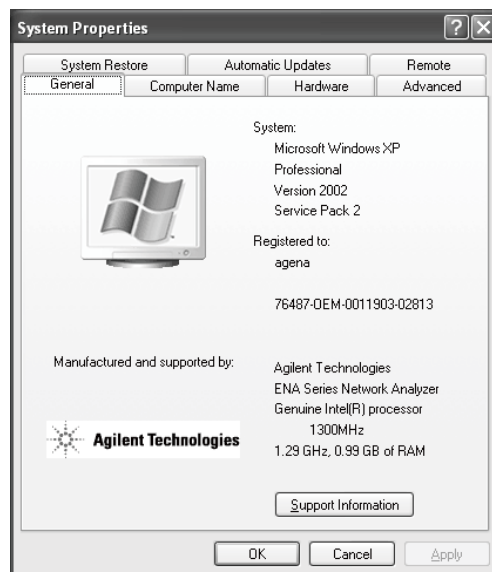 System Properties
System Restore Automatic Updates Remote
General Computer Name Hardware Advanced
System:
Microsoft Windows XP
Professional
Version 2002
Service Pack 2
Registered to:
agena
76487-OEM-0011903-02813
Manufactured and supported by:
Agilent Technologies
Agilent Technologies
ENA Series Network Analyzer
Genuine Intel(R) processor
1300MHz
1.29 GHz, 0.99 GB of RAM
Support Information
OK Cancel Apply